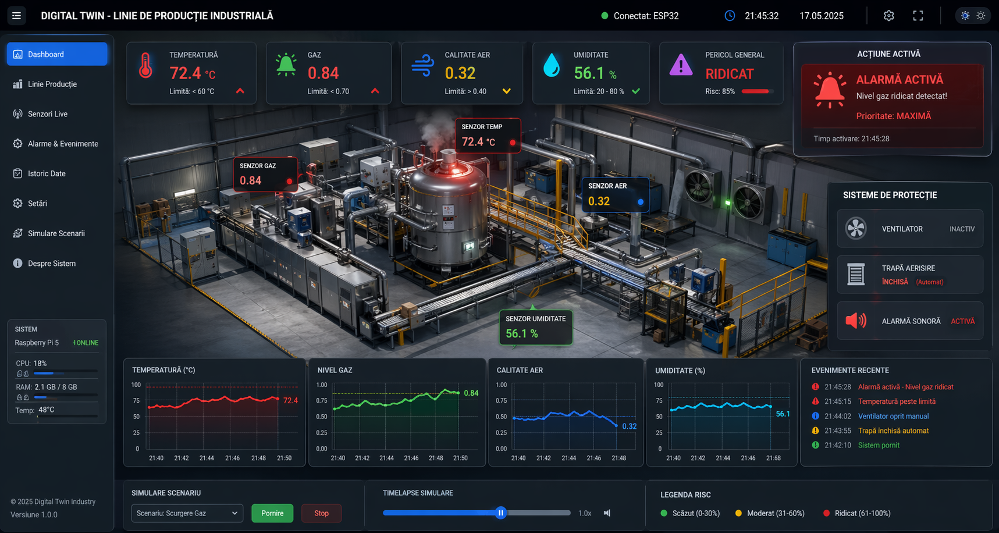 DIGITAL TWIN - LINIE DE PRODUCȚIE INDUSTRIALĂ
Conectat: ESP32
21:45:32
17.05.2025
Dashboard
Linie Producție
Senzori Live
Alarme & Evenimente
Istoric Date
Setări
Simulare Scenarii
Despre Sistem
SISTEM
Raspberry Pi 5
ONLINE
CPU: 18%
RAM: 2.1 GB / 8 GB
Temp: 48°C
© 2025 Digital Twin Industry
Versiune 1.0.0
TEMPERATURĂ
72.4 °C
Limită: < 60 °C
GAZ
0.84
Limită: < 0.70
CALITATE AER
0.32
Limită: > 0.40
UMIDITATE
56.1 %
Limită: 20 - 80 %
PERICOL GENERAL
RIDICAT
Risc: 85%
ACȚIUNE ACTIVĂ
ALARMĂ ACTIVĂ
Nivel gaz ridicat detectat!
Prioritate: MAXIMĂ
Timp activare: 21:45:28
SENZOR TEMP
72.4 °C
SENZOR GAZ
0.84
SENZOR AER
0.32
SENZOR UMIDITATE
56.1 %
SISTEME DE PROTECȚIE
VENTILATOR
INACTIV
TRAPĂ AERISIRE
ÎNCHISĂ (Automat)
ALARMĂ SONORĂ
ACTIVĂ
TEMPERATURĂ (°C)
100
75
50
25
0
72.4
21:40 21:42 21:44 21:46 21:48 21:50
NIVEL GAZ
1.00
0.75
0.50
0.25
0.00
0.84
21:40 21:42 21:44 21:46 21:48 21:50
CALITATE AER
1.00
0.75
0.50
0.25
0.00
0.32
21:40 21:42 21:44 21:46 21:48
UMIDITATE (%)
100
75
50
25
0
56.1
21:40 21:42 21:44 21:46 21:68
EVENIMENTE RECENTE
21:45:28 Alarmă activă - Nivel gaz ridicat
21:45:15 Temperatură peste limită
21:44:02 Ventilator oprit manual
21:43:55 Trapă închisă automat
21:42:10 Sistem pornit
SIMULARE SCENARIU
Scenariu: Scurgere Gaz
Pornire
Stop
TIMELAPSE SIMULARE
1.0x
LEGENDA RISC
Scăzut (0-30%)
Moderat (31-60%)
Ridicat (61-100%)